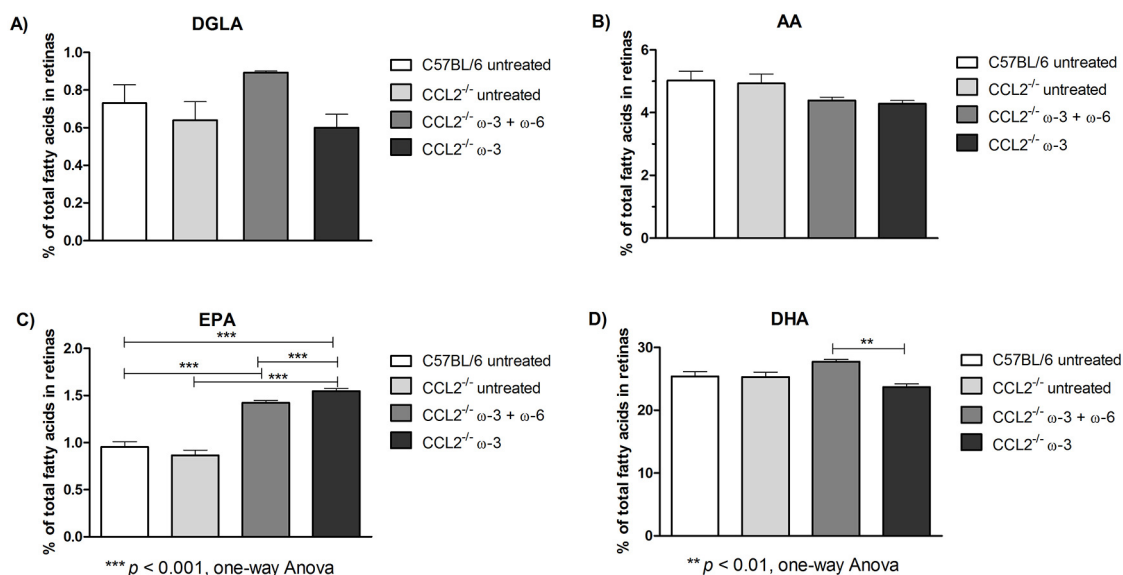 A)
DGLA
% of total fatty acids in retinas
1.0
0.8
0.6
0.4
0.2
0.0
C57BL/6 untreated
CCL2⁻/⁻ untreated
CCL2⁻/⁻ ω-3 + ω-6
CCL2⁻/⁻ ω-3
B)
AA
% of total fatty acids in retinas
6
4
2
0
C57BL/6 untreated
CCL2⁻/⁻ untreated
CCL2⁻/⁻ ω-3 + ω-6
CCL2⁻/⁻ ω-3
C)
EPA
% of total fatty acids in retinas
2.0
1.5
1.0
0.5
0.0
***
***
***
***
C57BL/6 untreated
CCL2⁻/⁻ untreated
CCL2⁻/⁻ ω-3 + ω-6
CCL2⁻/⁻ ω-3
*** p < 0.001, one-way Anova
D)
DHA
% of total fatty acids in retinas
30
20
10
0
**
C57BL/6 untreated
CCL2⁻/⁻ untreated
CCL2⁻/⁻ ω-3 + ω-6
CCL2⁻/⁻ ω-3
** p < 0.01, one-way Anova